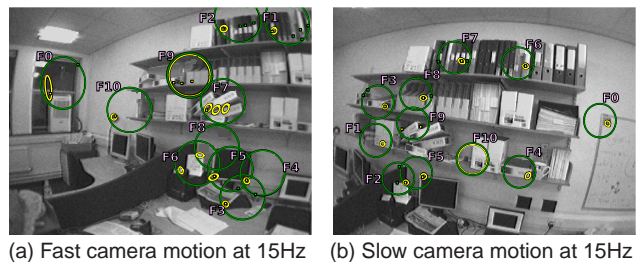 F2 F1
F0 F9
F10 F7
F8
F6 F5 F4
F3
F7 F6
F3 F8 F0
F1 F9
F10
F2 F5 F4
(a) Fast camera motion at 15Hz
(b) Slow camera motion at 15Hz